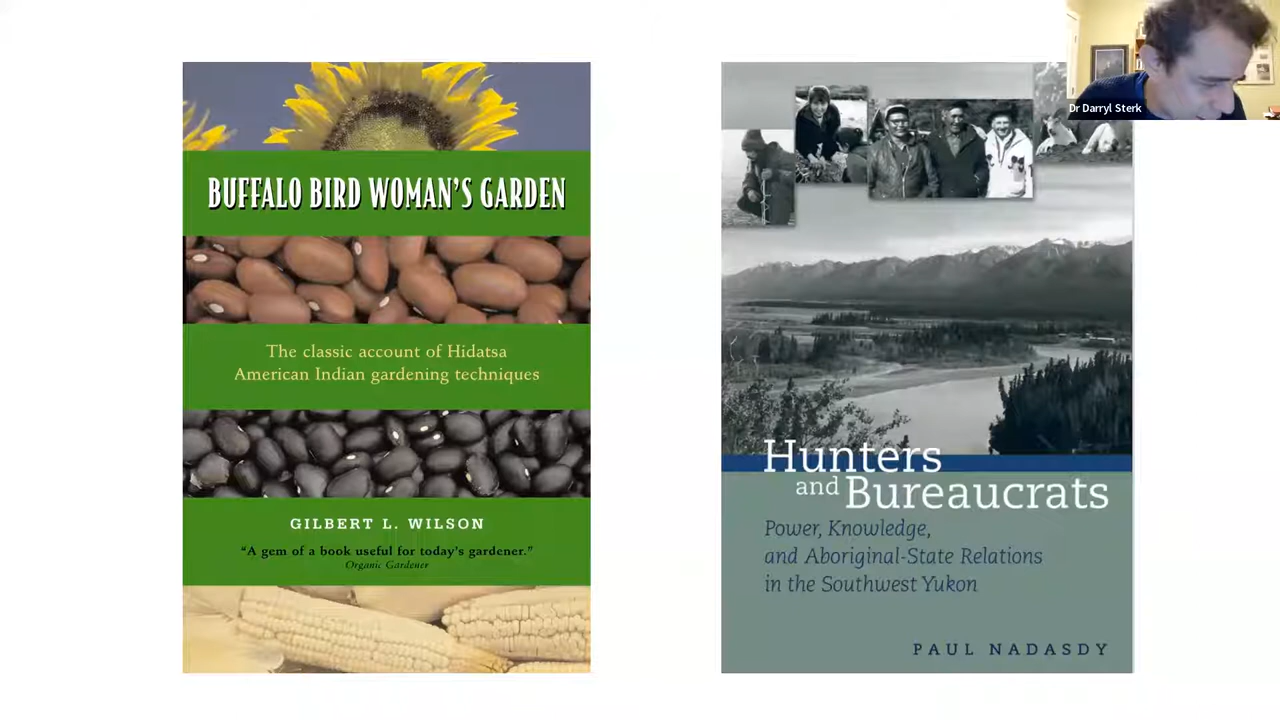 BUFFALO BIRD WOMAN'S GARDEN
The classic account of Hidatsa
American Indian gardening techniques
GILBERT L. WILSON
"A gem of a book useful for today's gardener."
Organic Gardener
Hunters
and Bureaucrats
Power, Knowledge,
and Aboriginal-State Relations
in the Southwest Yukon
PAUL NADASDY
Dr Darryl Sterk